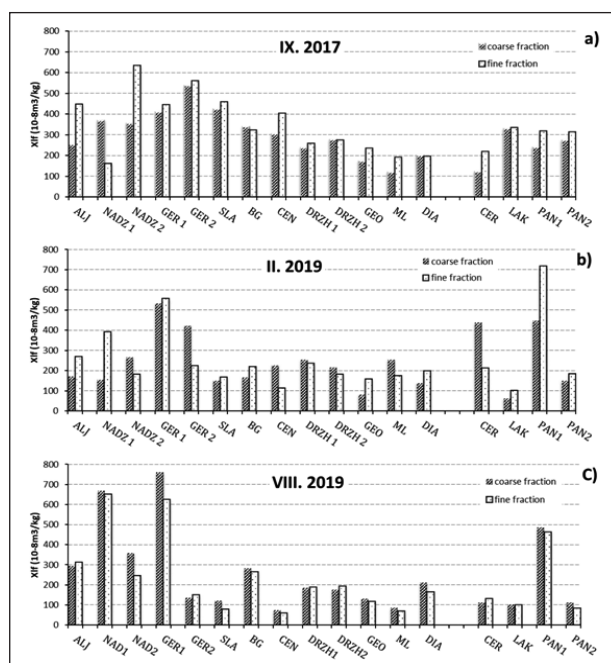 a)
IX. 2017
coarse fraction
fine fraction
Xlf (10-8m3/kg)
800
700
600
500
400
300
200
100
0
ALJ NADZ 1 NADZ 2 GER 1 GER 2 SLA BG CEN DRZH 1 DRZH 2 GEO ML DIA CER LAK PAN1 PAN2
b)
II. 2019
coarse fraction
fine fraction
Xlf (10-8m3/kg)
800
700
600
500
400
300
200
100
0
ALJ NADZ 1 NADZ 2 GER 1 GER 2 SLA BG CEN DRZH 1 DRZH 2 GEO ML DIA CER LAK PAN1 PAN2
C)
VIII. 2019
coarse fraction
fine fraction
Xlf (10-8m3/kg)
800
700
600
500
400
300
200
100
0
ALJ NAD1 NAD2 GER1 GER2 SLA BG CEN DRZH1 DRZH2 GEO ML DIA CER LAK PAN1 PAN2